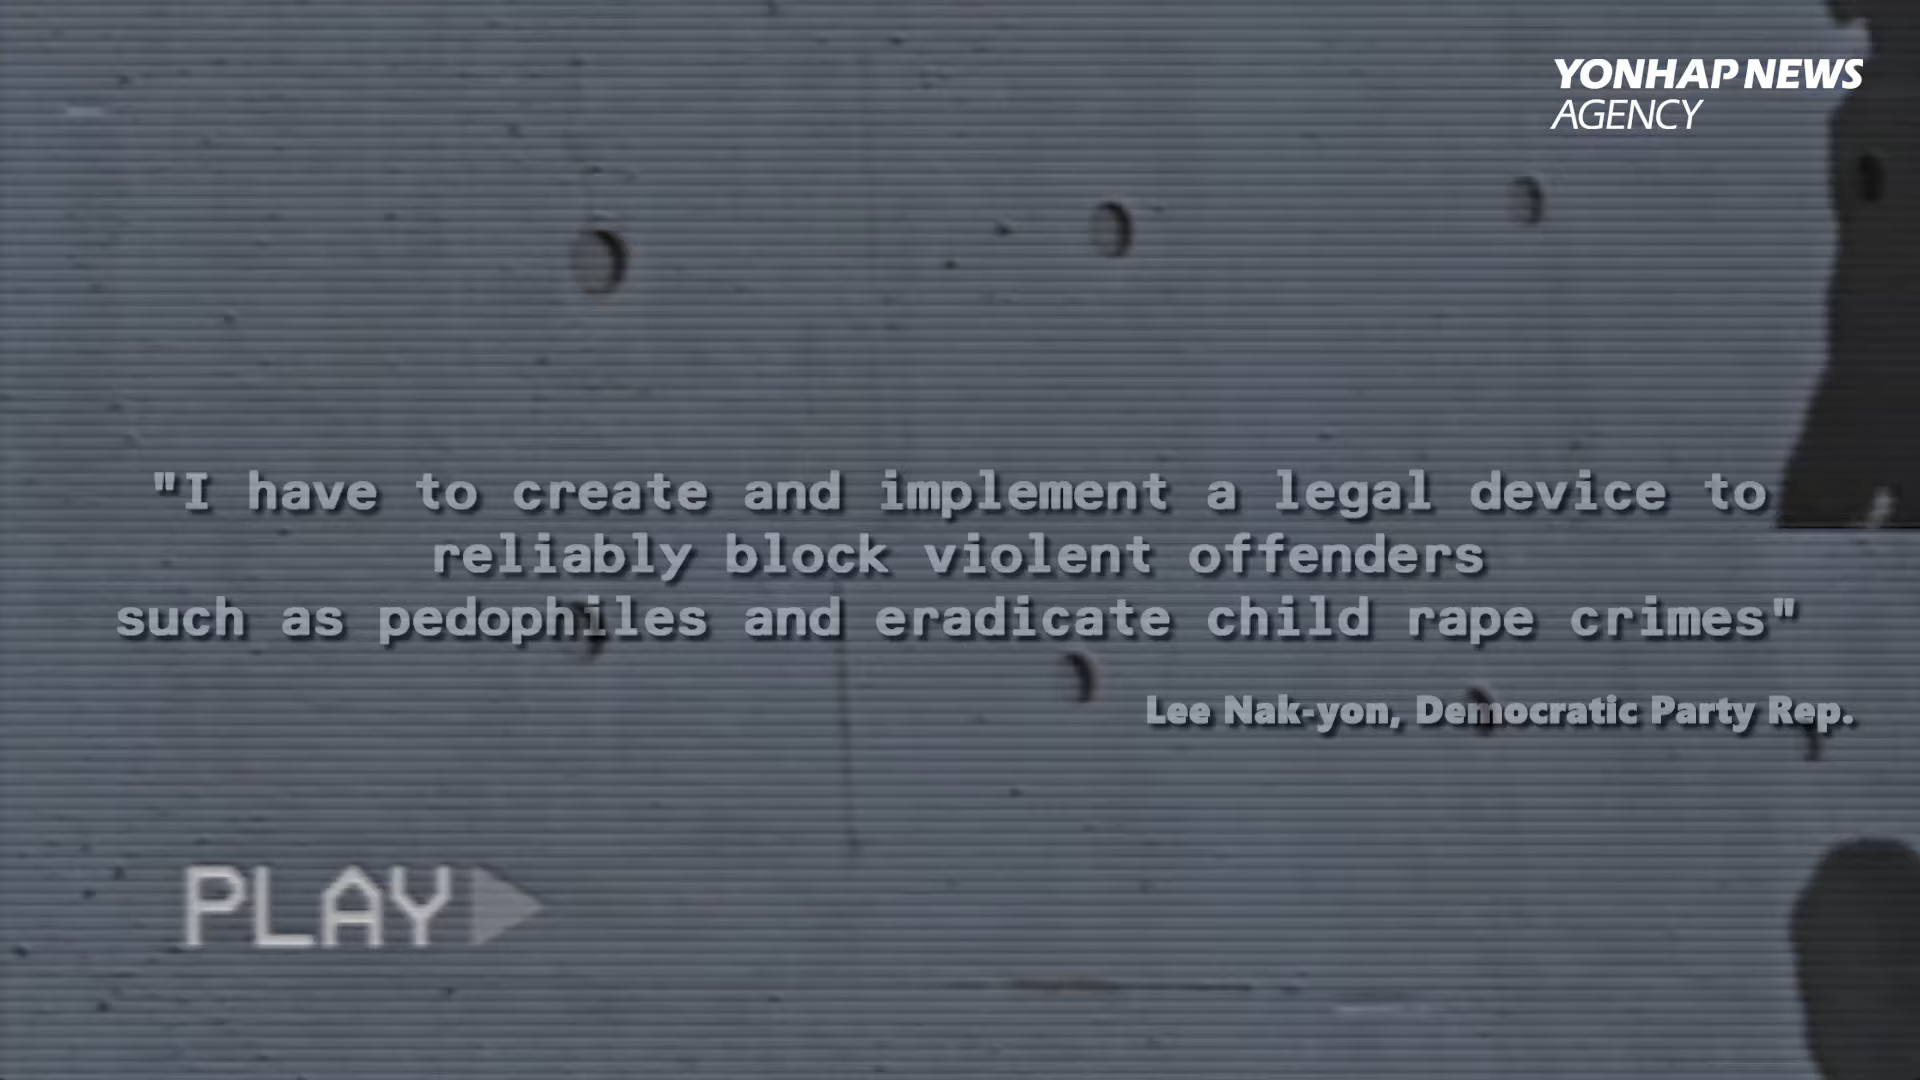 YONHAP NEWS
AGENCY
"I have to create and implement a legal device to
reliably block violent offenders
such as pedophiles and eradicate child rape crimes"
Lee Nak-yon, Democratic Party Rep.
PLAY